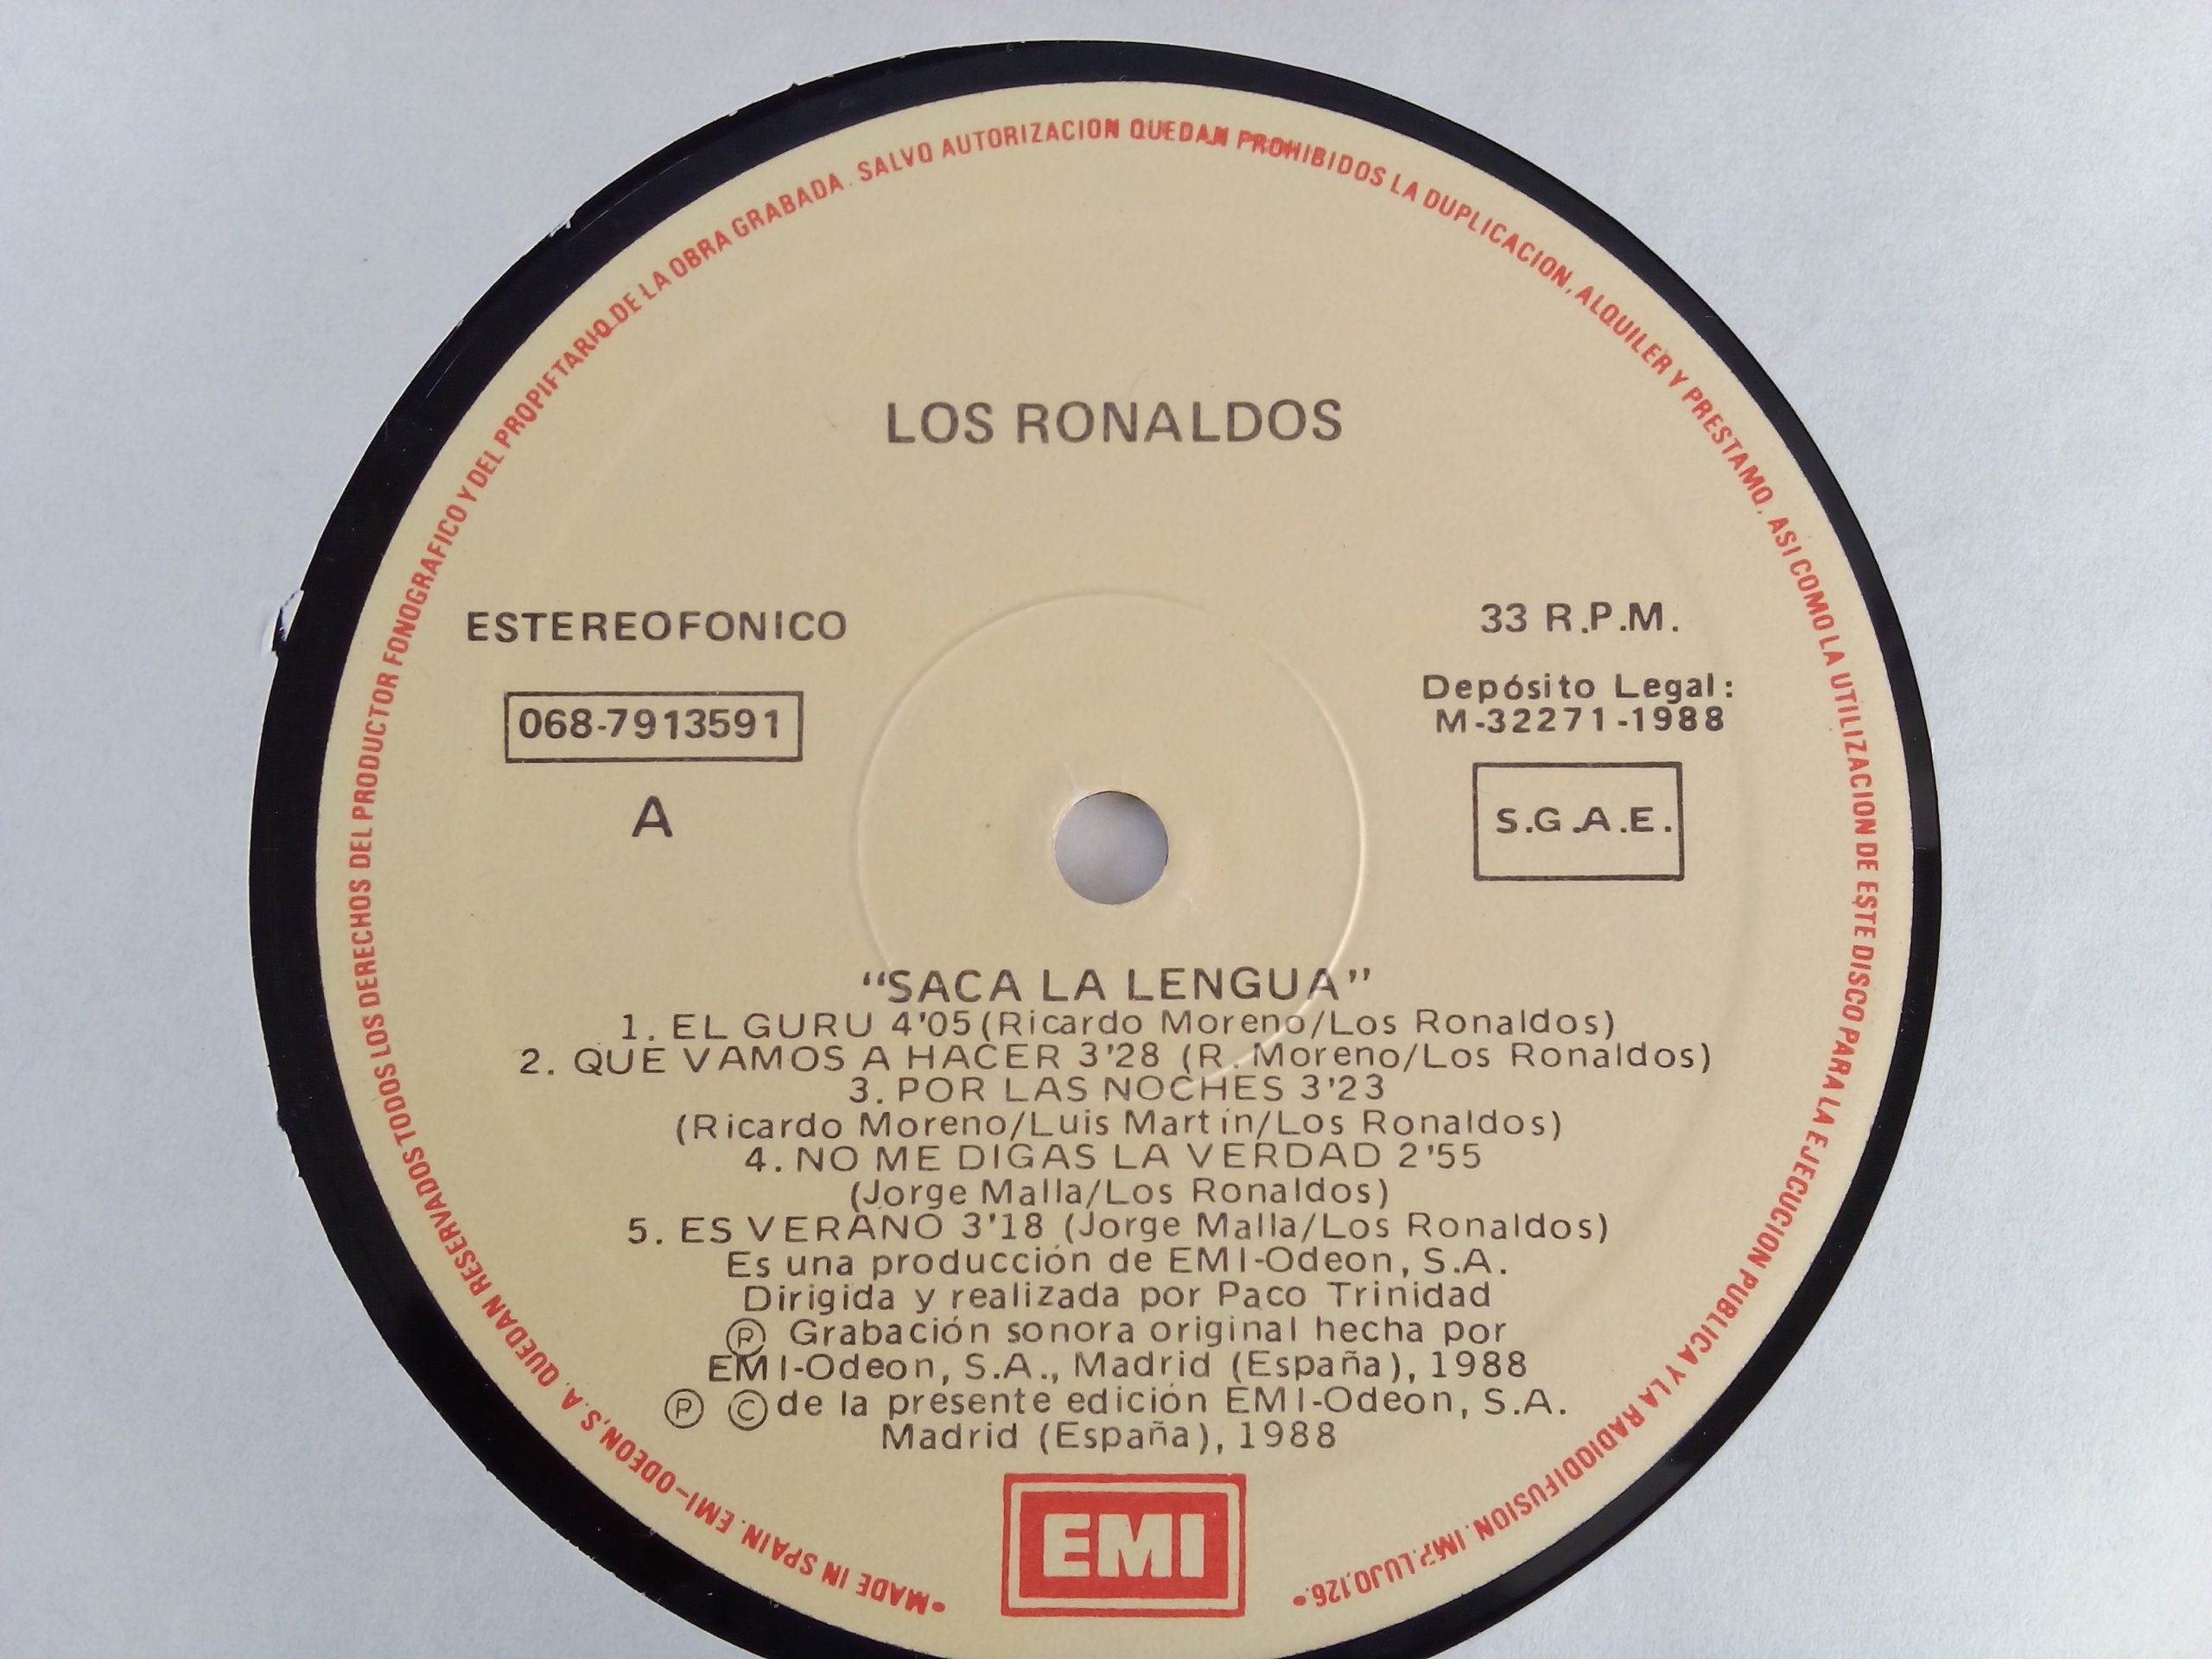 • MADE IN SPAIN. EMI-ODEON, S.A. QUEDAN RESERVADOS TODOS LOS DERECHOS DEL PRODUCTOR FONOGRAFICO Y DEL PROPIFTARIO DE LA OBRA GRABADA. SALVO AUTORIZACION QUEDAN PROHIBIDOS LA DUPLICACION, ALQUILER Y PRESTAMO, ASI COMO LA UTILIZACION DE ESTE DISCO PARA LA EJECUCION PUBLICA Y LA RADIODIFUSION. IMP. LUJO,126. •
LOS RONALDOS
ESTEREOFONICO
068-7913591
A
33 R.P.M.
Depósito Legal:
M-32271-1988
S.G.A.E.
“SACA LA LENGUA”
1. EL GURU 4'05 (Ricardo Moreno/Los Ronaldos)
2. QUE VAMOS A HACER 3'28 (R. Moreno/Los Ronaldos)
3. POR LAS NOCHES 3'23
(Ricardo Moreno/Luis Martín/Los Ronaldos)
4. NO ME DIGAS LA VERDAD 2'55
(Jorge Malla/Los Ronaldos)
5. ES VERANO 3'18 (Jorge Malla/Los Ronaldos)
Es una producción de EMI-Odeon, S.A.
Dirigida y realizada por Paco Trinidad
Ⓟ Grabación sonora original hecha por
EMI-Odeon, S.A., Madrid (España), 1988
Ⓟ © de la presente edición EMI-Odeon, S.A.
Madrid (España), 1988
EMI